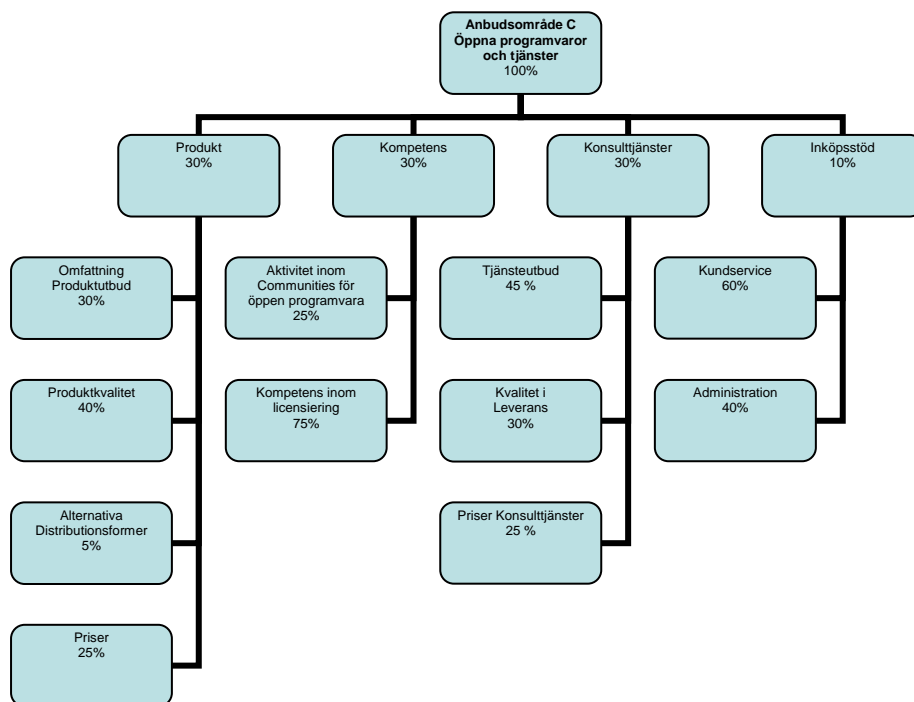 Anbudsområde C
Öppna programvaror
och tjänster
100%
Produkt
30%
Kompetens
30%
Konsulttjänster
30%
Inköpsstöd
10%
Omfattning
Produktutbud
30%
Aktivitet inom
Communities för
öppen programvara
25%
Tjänsteutbud
45 %
Kundservice
60%
Produktkvalitet
40%
Kompetens inom
licensiering
75%
Kvalitet i
Leverans
30%
Administration
40%
Alternativa
Distributionsformer
5%
Priser Konsulttjänster
25 %
Priser
25%